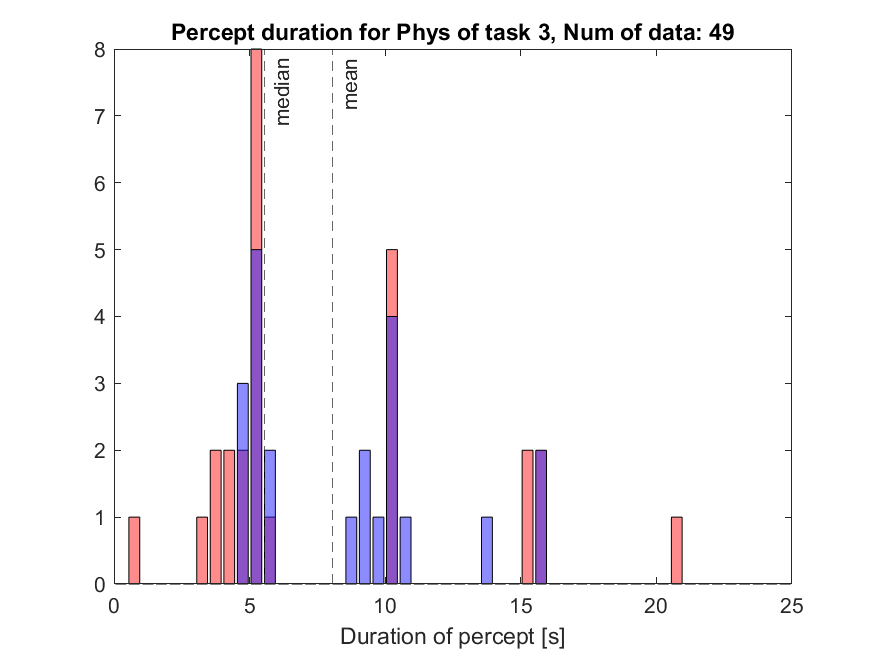 Percept duration for Phys of task 3, Num of data: 49
8
7
6
5
4
3
2
1
0
median
mean
0 5 10 15 20 25
Duration of percept [s]